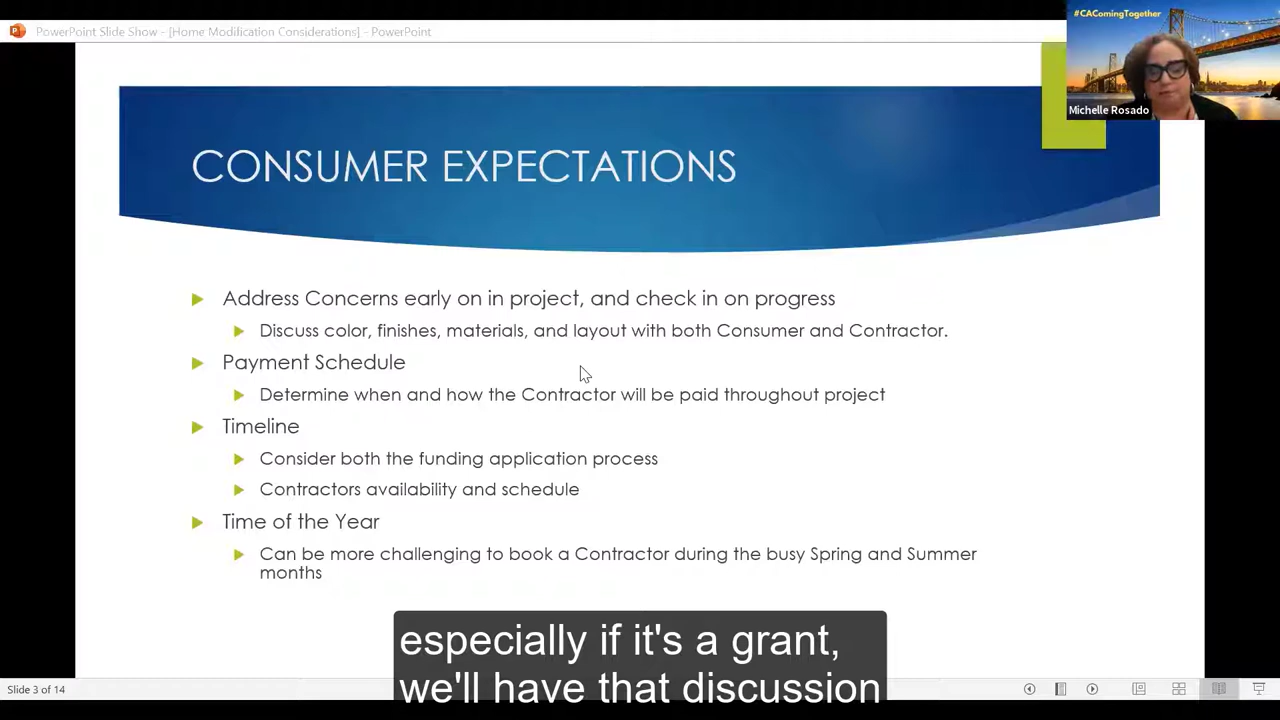 PowerPoint Slide Show - [Home Modification Considerations] - PowerPoint
#CAComingTogether
Michelle Rosado
CONSUMER EXPECTATIONS
Address Concerns early on in project, and check in on progress
Discuss color, finishes, materials, and layout with both Consumer and Contractor.
Payment Schedule
Determine when and how the Contractor will be paid throughout project
Timeline
Consider both the funding application process
Contractors availability and schedule
Time of the Year
Can be more challenging to book a Contractor during the busy Spring and Summer
months
especially if it's a grant,
we'll have that discussion
Slide 3 of 14